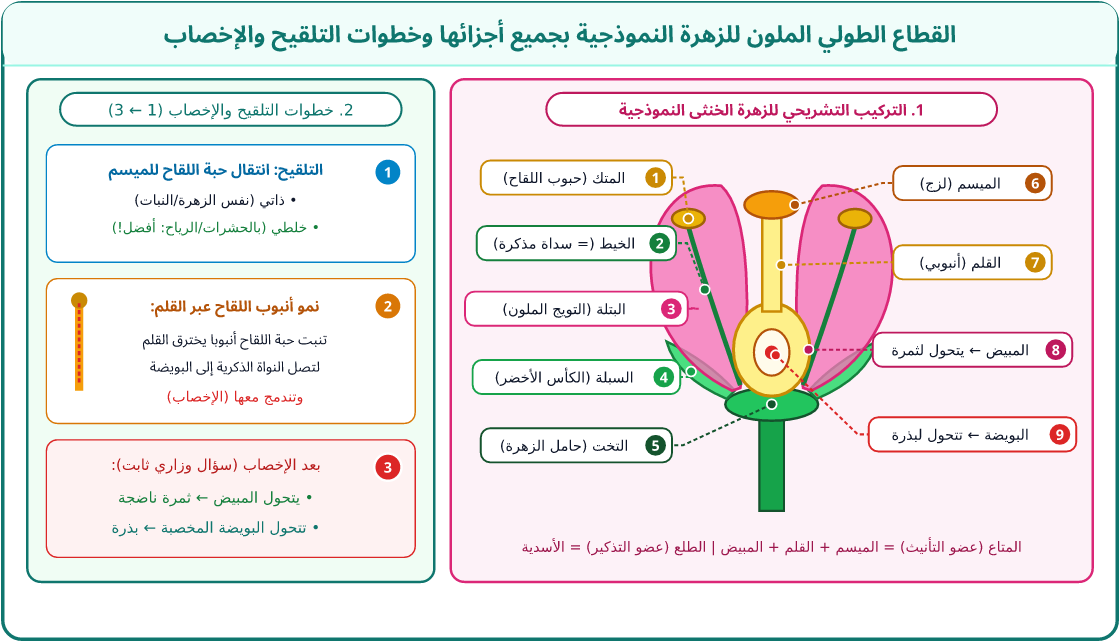 القطاع الطولي الملون للزهرة النموذجية بجميع أجزائها وخطوات التلقيح والإخصاب
1. التركيب التشريحي للزهرة الخنثى النموذجية
1 المتك (حبوب اللقاح)
2 الخيط (= سداة مذكرة)
3 البتلة (التويج الملون)
4 السبلة (الكأس الأخضر)
5 التخت (حامل الزهرة)
6 الميسم (لزج)
7 القلم (أنبوبي)
8 المبيض ← يتحول لثمرة
9 البويضة ← تتحول لبذرة
المتاع (عضو التأنيث) = الميسم + القلم + المبيض | الطلع (عضو التذكير) = الأسدية
2. خطوات التلقيح والإخصاب (1 ← 3)
1 التلقيح: انتقال حبة اللقاح للميسم
• ذاتي (نفس الزهرة/النبات)
• خلطي (بالحشرات/الرياح: أفضل!)
2 نمو أنبوب اللقاح عبر القلم:
تنبت حبة اللقاح أنبوبا يخترق القلم
لتصل النواة الذكرية إلى البويضة
وتندمج معها (الإخصاب)
3 بعد الإخصاب (سؤال وزاري ثابت):
• يتحول المبيض ← ثمرة ناضجة
• تتحول البويضة المخصبة ← بذرة